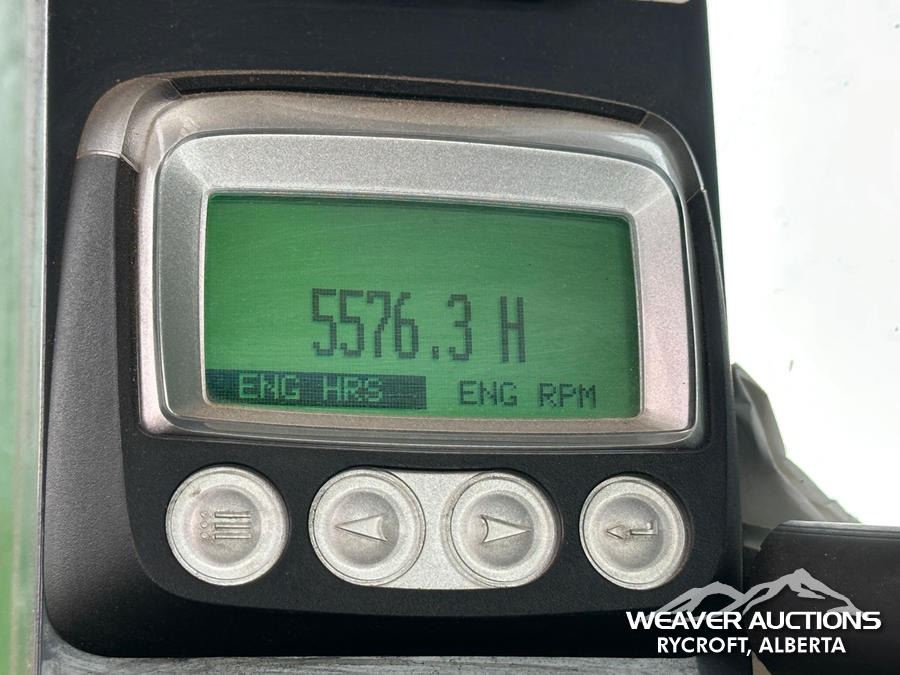 5576.3 H
ENG HRS ENG RPM
WEAVER AUCTIONS
RYCROFT, ALBERTA